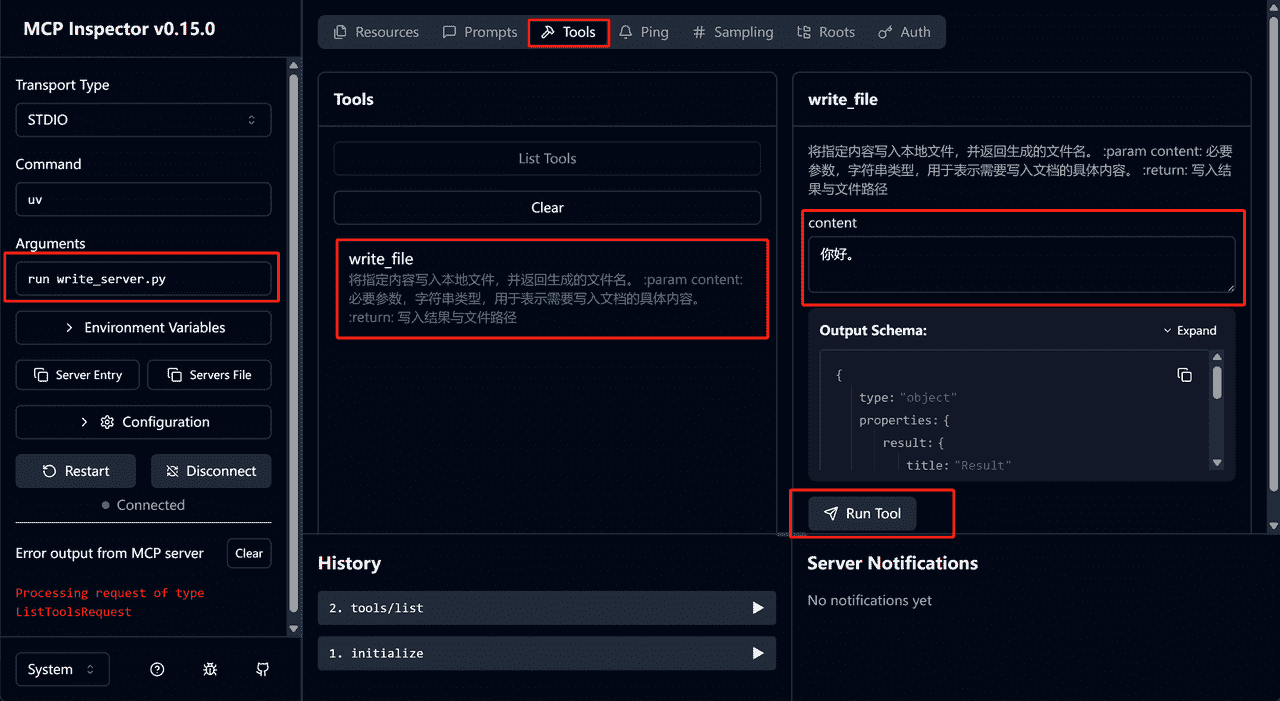 MCP Inspector v0.15.0
Transport Type
STDIO
Command
uv
Arguments
run write_server.py
Environment Variables
Server Entry
Servers File
Configuration
Restart
Disconnect
Connected
Error output from MCP server
Clear
Processing request of type
ListToolsRequest
System
Resources
Prompts
Tools
Ping
Sampling
Roots
Auth
Tools
List Tools
Clear
write_file
将指定内容写入本地文件，并返回生成的文件名。 :param content:
必要参数，字符串类型，用于表示需要写入文档的具体内容。
:return: 写入结果与文件路径
write_file
将指定内容写入本地文件，并返回生成的文件名。 :param content: 必要
参数，字符串类型，用于表示需要写入文档的具体内容。 :return: 写入结
果与文件路径
content
你好。
Output Schema:
Expand
{
type: "object"
properties: {
result: {
title: "Result"
Run Tool
History
2. tools/list
1. initialize
Server Notifications
No notifications yet